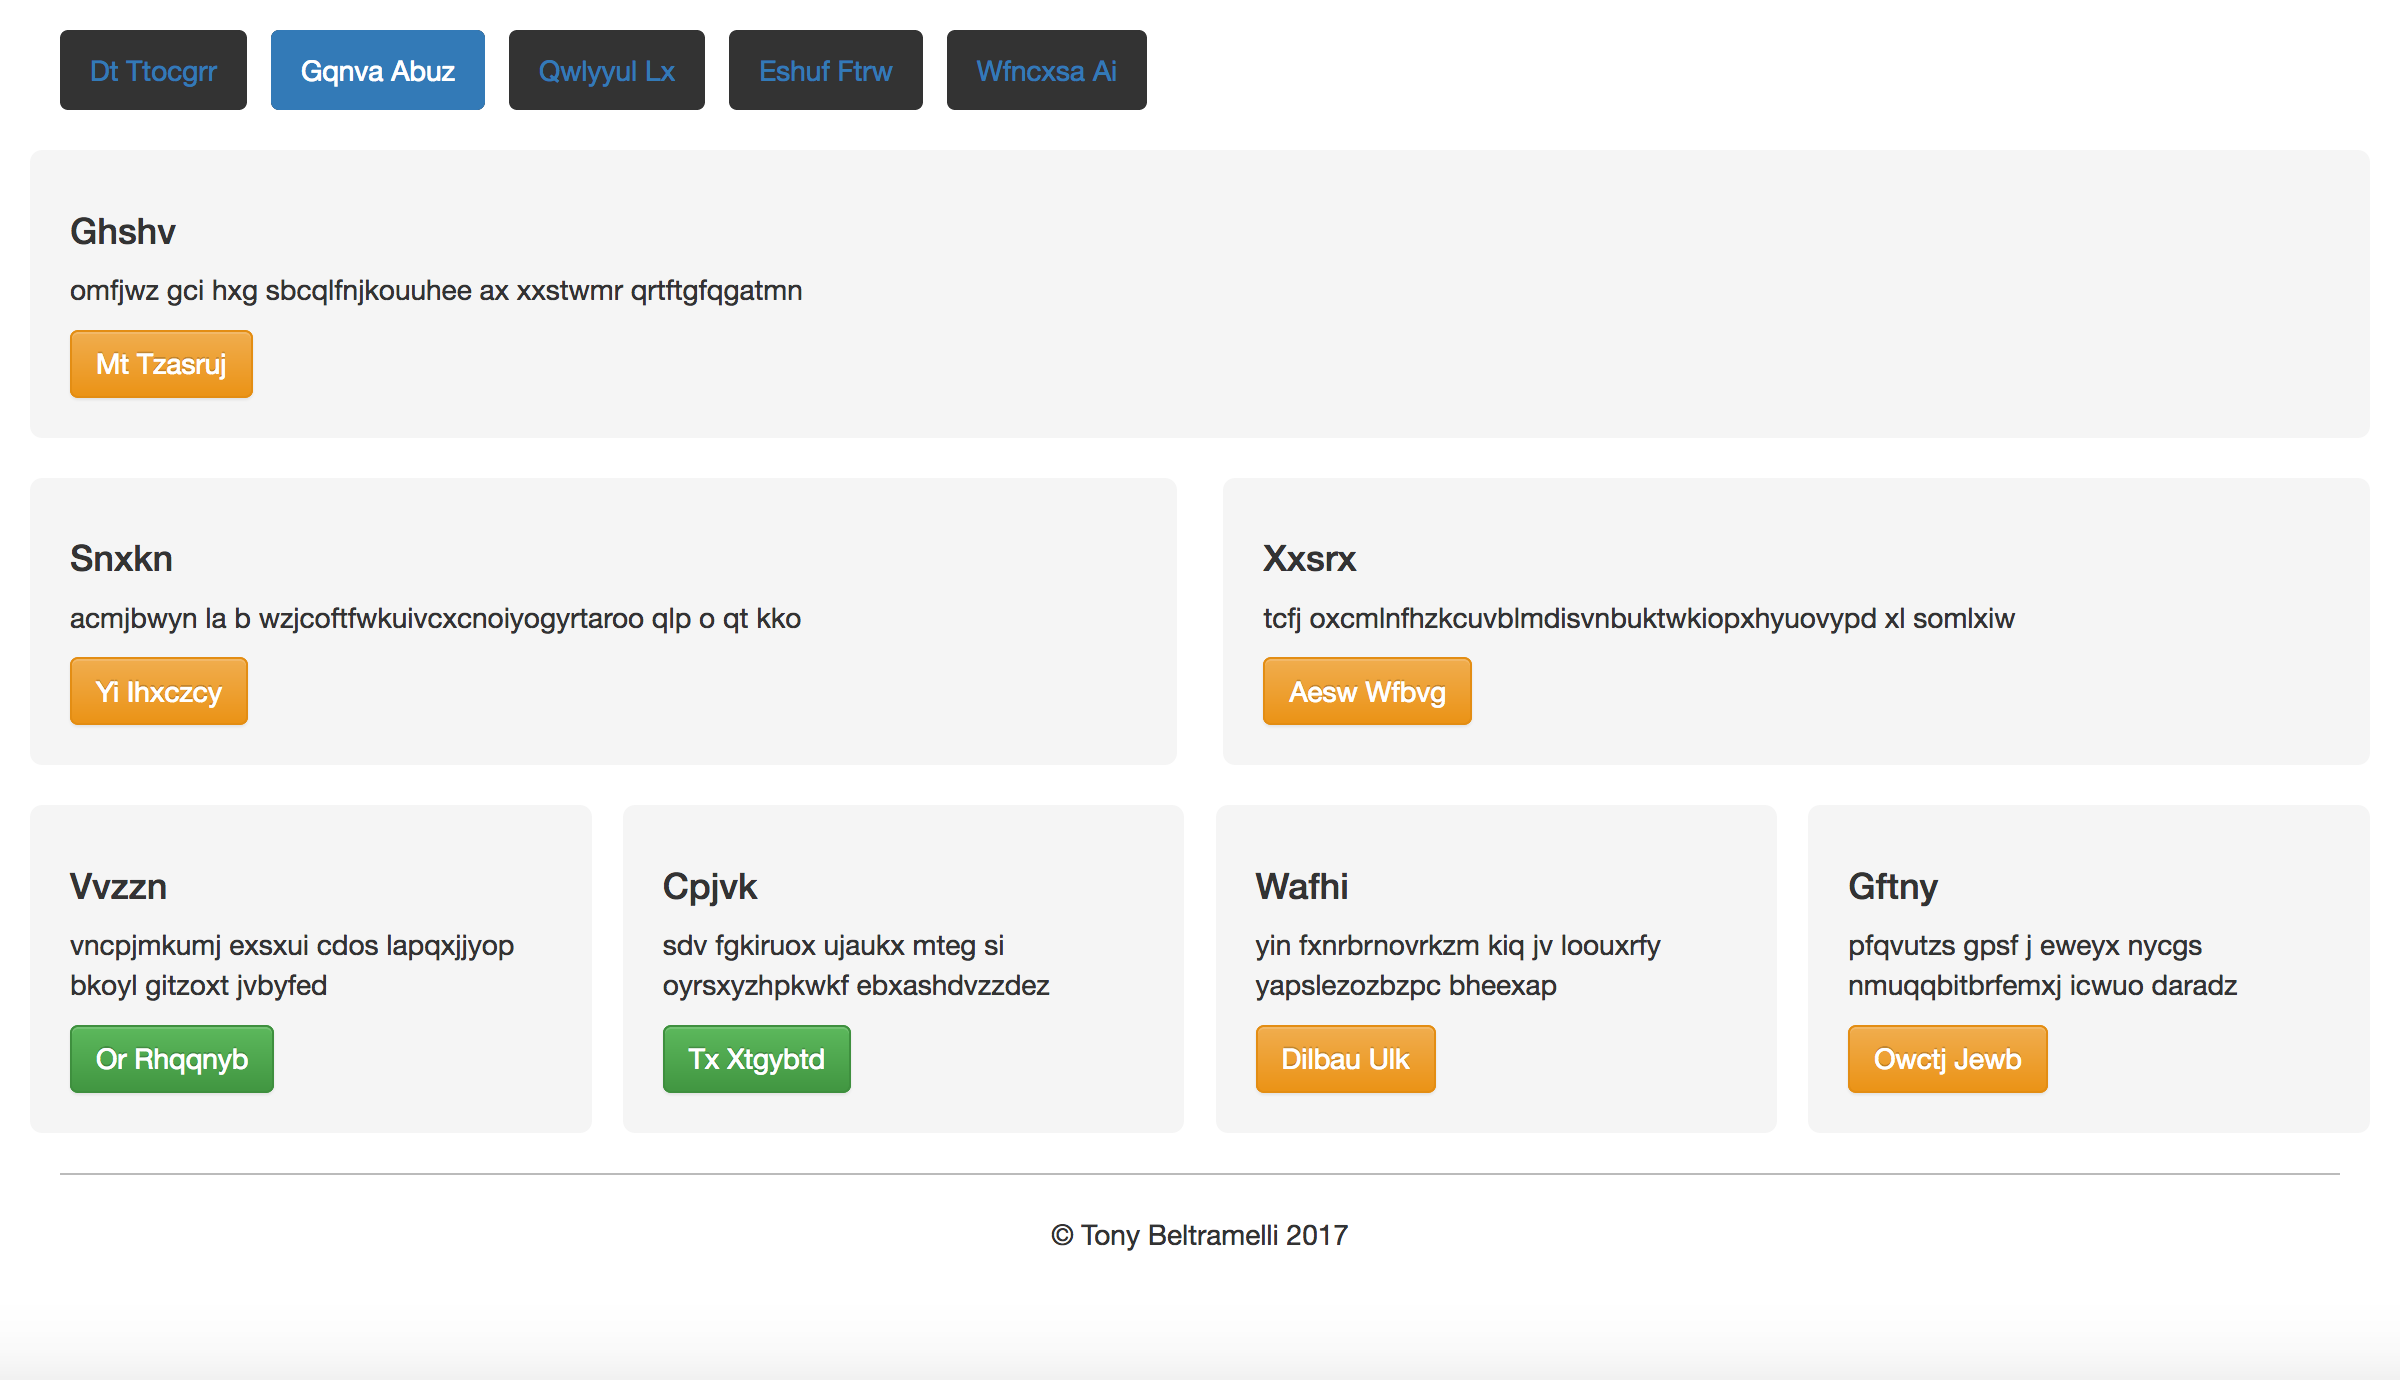 Dt Ttocgrr
Gqnva Abuz
Qwlyyul Lx
Eshuf Ftrw
Wfncxsa Ai
Ghshv
omfjwz gci hxg sbcqlfnjkouuhee ax xxstwmr qrtftgfqgatmn
Mt Tzasruj
Snxkn
acmjbwyn la b wzjcoftfwkuivcxcnoiyogyrtaroo qlp o qt kko
Yi Ihxczcy
Xxsrx
tcfj oxcmlnfhzkcuvblmdisvnbuktwkiopxhyuovypd xl somlxiw
Aesw Wfbvg
Vvzzn
vncpjmkumj exsxui cdos lapqxjjyop
bkoyl gitzoxt jvbyfed
Or Rhqqnyb
Cpjvk
sdv fgkiruox ujaukx mteg si
oyrsxyzhpkwkf ebxashdvzzdez
Tx Xtgybtd
Wafhi
yin fxnrbrnovrkzm kiq jv loouxrfy
yapslezozbzpc bheexap
Dilbau Ulk
Gftny
pfqvutzs gpsf j eweyx nycgs
nmuqqbitbrfemxj icwuo daradz
Owctj Jewb
© Tony Beltramelli 2017